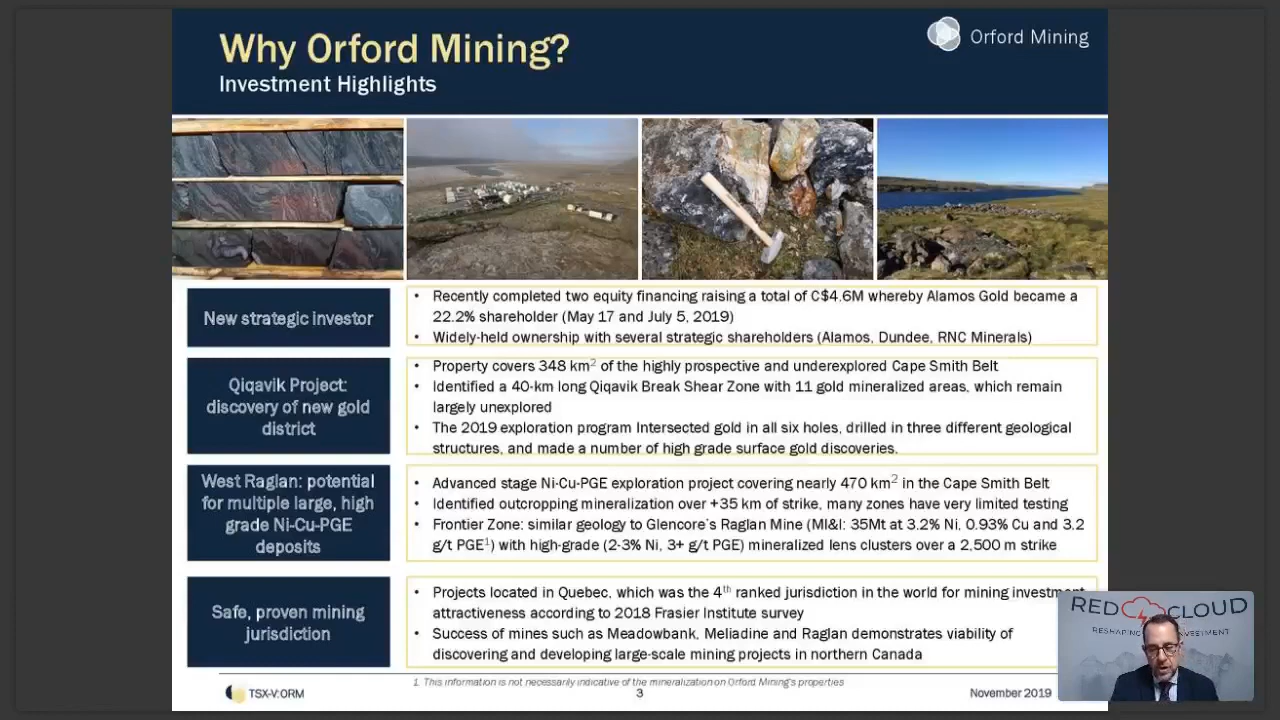 Why Orford Mining?
Investment Highlights
Orford Mining
New strategic investor
• Recently completed two equity financing raising a total of C$4.6M whereby Alamos Gold became a
22.2% shareholder (May 17 and July 5, 2019)
• Widely-held ownership with several strategic shareholders (Alamos, Dundee, RNC Minerals)
Qiqavik Project:
discovery of new gold
district
• Property covers 348 km2 of the highly prospective and underexplored Cape Smith Belt
• Identified a 40-km long Qiqavik Break Shear Zone with 11 gold mineralized areas, which remain
largely unexplored
• The 2019 exploration program Intersected gold in all six holes, drilled in three different geological
structures, and made a number of high grade surface gold discoveries.
West Raglan: potential
for multiple large, high
grade Ni-Cu-PGE
deposits
• Advanced stage Ni-Cu-PGE exploration project covering nearly 470 km2 in the Cape Smith Belt
• Identified outcropping mineralization over +35 km of strike, many zones have very limited testing
• Frontier Zone: similar geology to Glencore's Raglan Mine (MI&I: 35Mt at 3.2% Ni, 0.93% Cu and 3.2
g/t PGE1) with high-grade (2-3% Ni, 3+ g/t PGE) mineralized lens clusters over a 2,500 m strike
Safe, proven mining
jurisdiction
• Projects located in Quebec, which was the 4th ranked jurisdiction in the world for mining investment
attractiveness according to 2018 Frasier Institute survey
• Success of mines such as Meadowbank, Meliadine and Raglan demonstrates viability of
discovering and developing large-scale mining projects in northern Canada
1. This information is not necessarily indicative of the mineralization on Orford Mining's properties
TSX-V:ORM
3
November 2019
RED CLOUD
RESHAPING